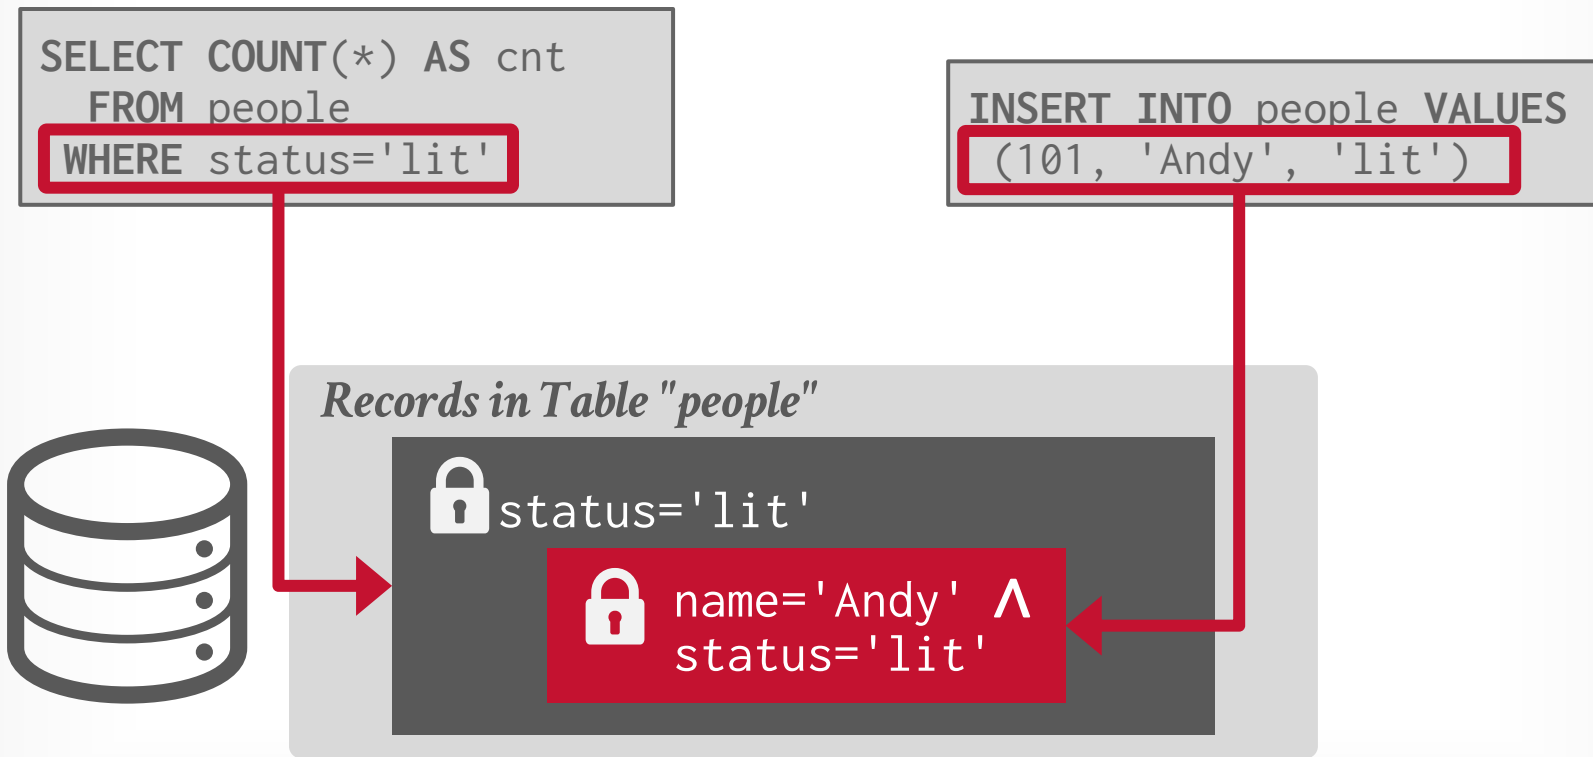 SELECT COUNT(*) AS cnt
FROM people
WHERE status='lit'
INSERT INTO people VALUES
(101, 'Andy', 'lit')
Records in Table "people"
status='lit'
name='Andy' ∧
status='lit'